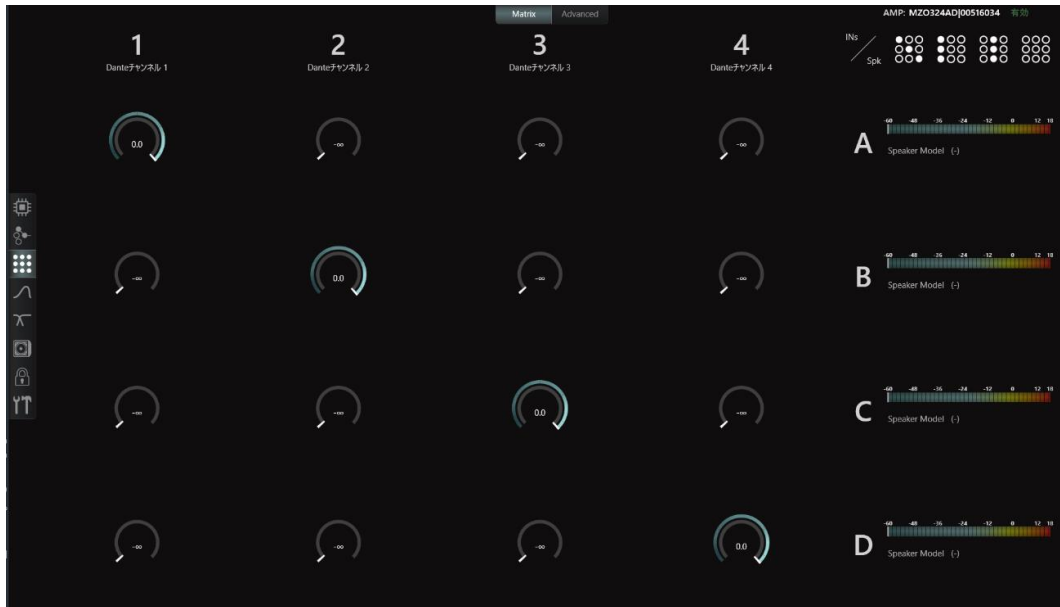 Matrix Advanced
AMP: MZO324AD|00516034 有効
1 2 3 4
Danteチャンネル 1 Danteチャンネル 2 Danteチャンネル 3 Danteチャンネル 4
INs
Spk
0.0 -∞ -∞ -∞
A
-60 -48 -36 -24 -12 0 12 18
Speaker Model (-)
-∞ 0.0 -∞ -∞
B
-60 -48 -36 -24 -12 0 12 18
Speaker Model (-)
-∞ -∞ 0.0 -∞
C
-60 -48 -36 -24 -12 0 12 18
Speaker Model (-)
-∞ -∞ -∞ 0.0
D
-60 -48 -36 -24 -12 0 12 18
Speaker Model (-)